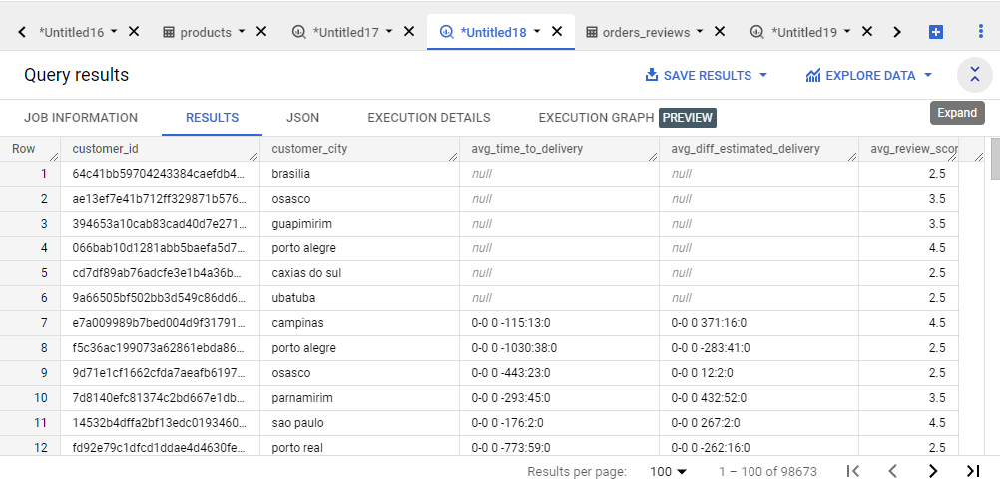 *Untitled16 products *Untitled17 *Untitled18 orders_reviews *Untitled19
Query results SAVE RESULTS EXPLORE DATA
Expand
JOB INFORMATION RESULTS JSON EXECUTION DETAILS EXECUTION GRAPH PREVIEW
Row customer_id customer_city avg_time_to_delivery avg_diff_estimated_delivery avg_review_scor
1 64c41bb59704243384caefdb4... brasilia null null 2.5
2 ae13ef7e41b712ff329871b576... osasco null null 3.5
3 394653a10cab83cad40d7e271... guapimirim null null 3.5
4 066bab10d1281abb5baefa5d7... porto alegre null null 4.5
5 cd7df89ab76adcfe3e1b4a36b... caxias do sul null null 2.5
6 9a66505bf502bb3d549c86dd6... ubatuba null null 2.5
7 e7a009989b7bed004d9f31791... campinas 0-0 0 -115:13:0 0-0 0 371:16:0 4.5
8 f5c36ac199073a62861ebda86... porto alegre 0-0 0 -1030:38:0 0-0 0 -283:41:0 2.5
9 9d71e1cf1662cfda7aeafb6197... osasco 0-0 0 -443:23:0 0-0 0 12:2:0 2.5
10 7d8140efc81374c2bd667e1db... parnamirim 0-0 0 -293:45:0 0-0 0 432:52:0 3.5
11 14532b4dffa2bf13edc0193460... sao paulo 0-0 0 -176:2:0 0-0 0 267:2:0 4.5
12 fd92e79c1dfcd1ddae4d4630fe... porto real 0-0 0 -773:59:0 0-0 0 -262:16:0 2.5
Results per page: 100 1 – 100 of 98673